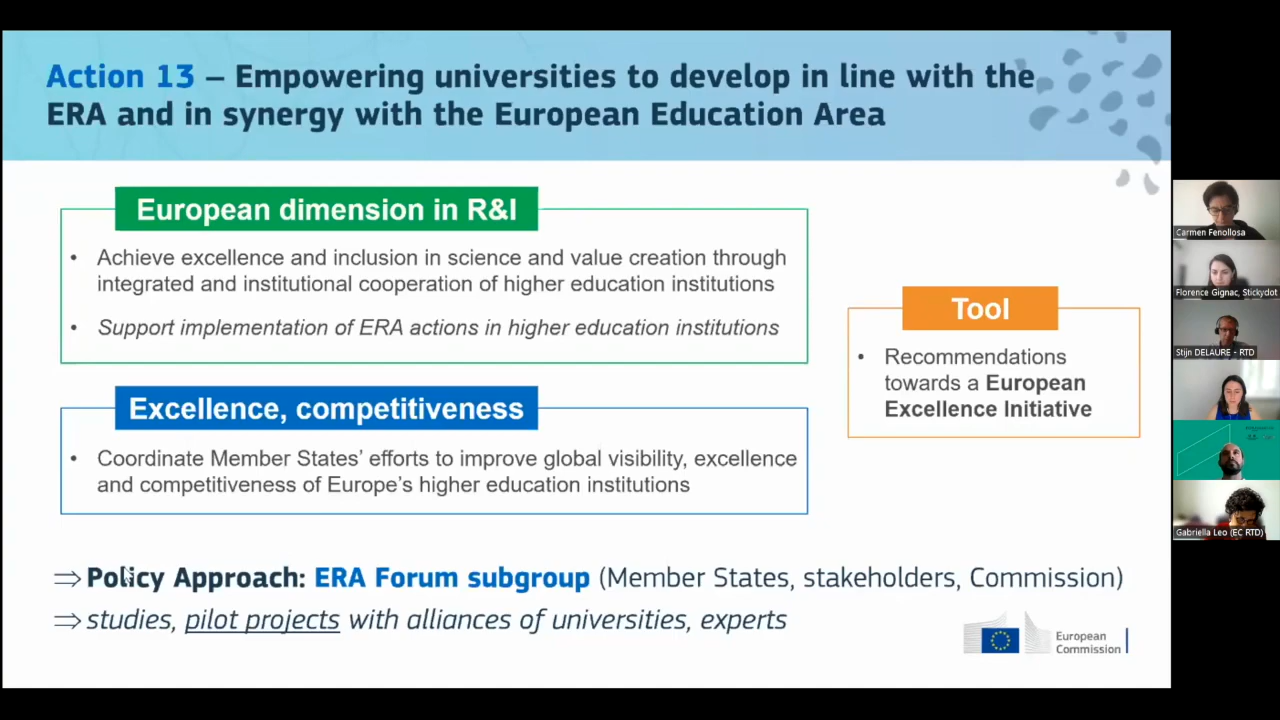 Action 13 – Empowering universities to develop in line with the
ERA and in synergy with the European Education Area
European dimension in R&I
• Achieve excellence and inclusion in science and value creation through
integrated and institutional cooperation of higher education institutions
• Support implementation of ERA actions in higher education institutions
Excellence, competitiveness
• Coordinate Member States’ efforts to improve global visibility, excellence
and competitiveness of Europe’s higher education institutions
Tool
• Recommendations
towards a European
Excellence Initiative
⇒ Policy Approach: ERA Forum subgroup (Member States, stakeholders, Commission)
⇒ studies, pilot projects with alliances of universities, experts
European
Commission
Carmen Fenollosa
Florence Gignac, Stickydot
Stijn DELAURE - RTD
Gabriella Leo (EC RTD)